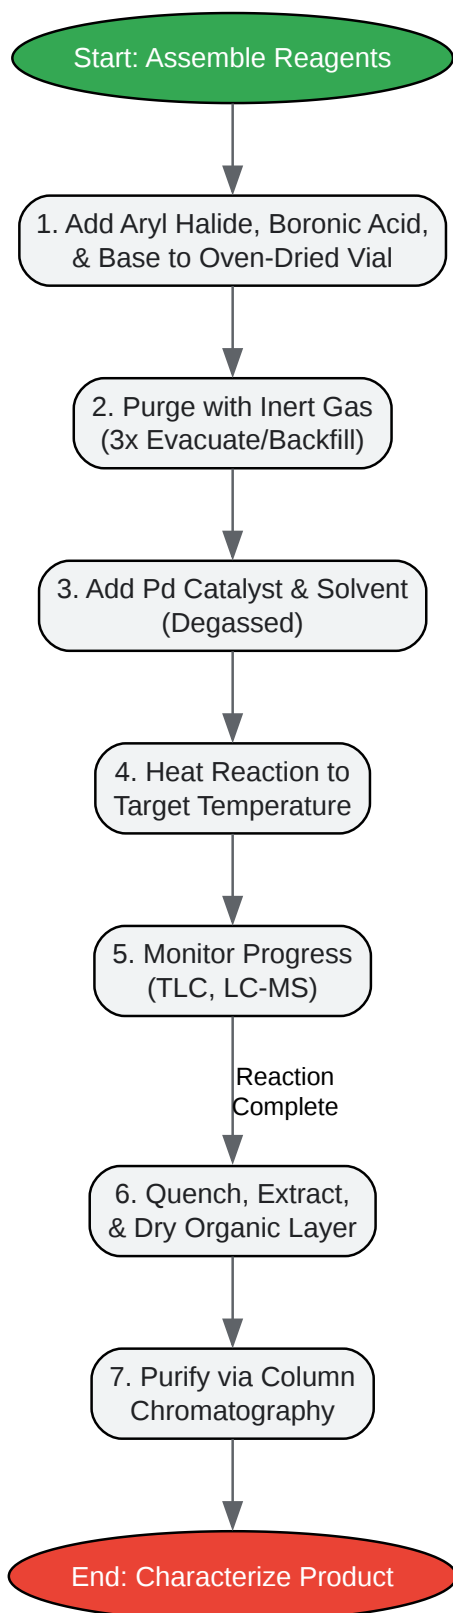 Start: Assemble Reagents
1. Add Aryl Halide, Boronic Acid,
& Base to Oven-Dried Vial
2. Purge with Inert Gas
(3x Evacuate/Backfill)
3. Add Pd Catalyst & Solvent
(Degassed)
4. Heat Reaction to
Target Temperature
5. Monitor Progress
(TLC, LC-MS)
Reaction
Complete
6. Quench, Extract,
& Dry Organic Layer
7. Purify via Column
Chromatography
End: Characterize Product